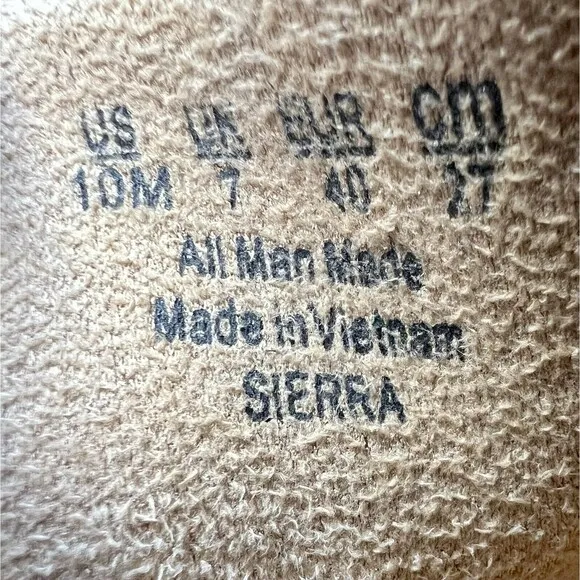 US UK EUR cm
10M 7 40 27
All Man Made
Made in Vietnam
SIERRA